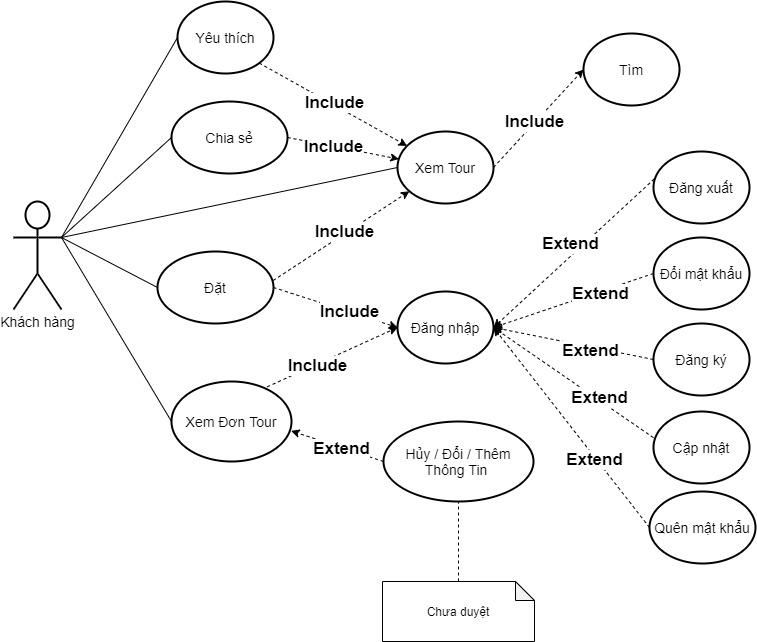 Yêu thích
Tìm
Include
Include
Chia sẻ
Include
Xem Tour
Đăng xuất
Include
Extend
Đặt
Đổi mật khẩu
Extend
Khách hàng
Include
Đăng nhập
Extend
Đăng ký
Include
Extend
Xem Đơn Tour
Extend
Hủy / Đổi / Thêm
Thông Tin
Cập nhật
Extend
Quên mật khẩu
Chưa duyệt